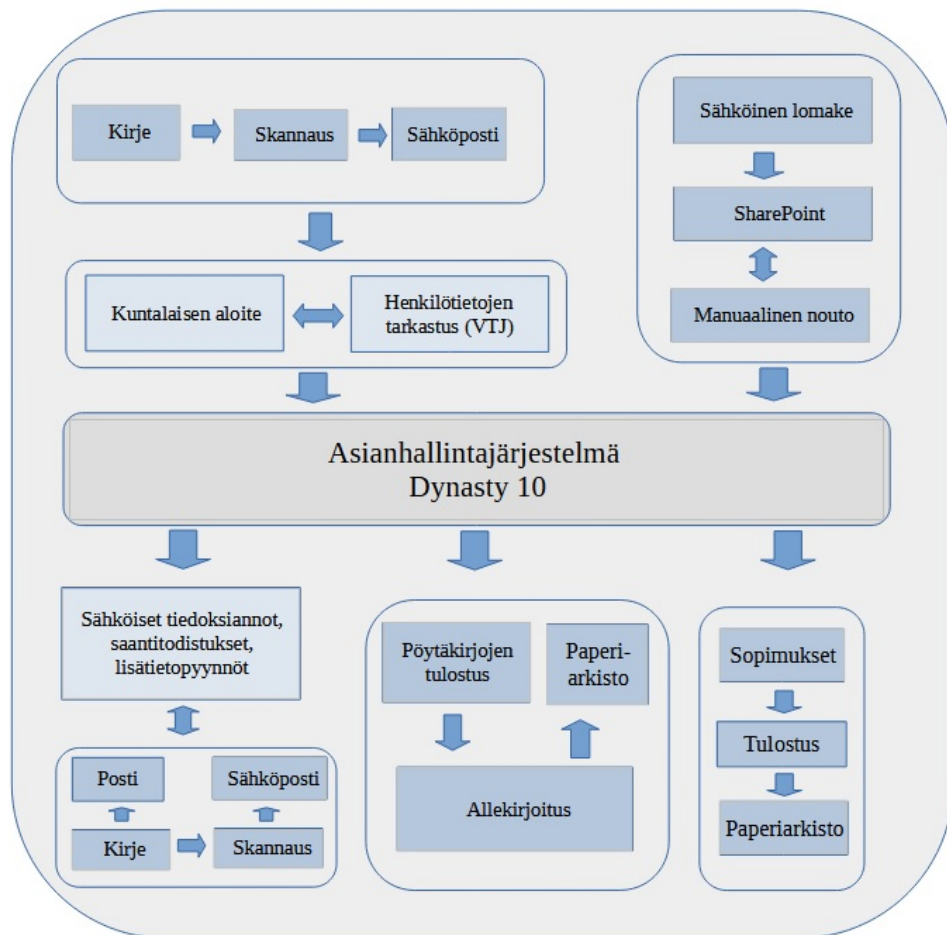 Kirje
Skannaus
Sähköposti
Sähköinen lomake
SharePoint
Manuaalinen nouto
Kuntalaisen aloite
Henkilötietojen
tarkastus (VTJ)
Asianhallintajärjestelmä
Dynasty 10
Sähköiset tiedoksiannot,
saantitodistukset,
lisätietopyynnöt
Posti
Sähköposti
Kirje
Skannaus
Pöytäkirjojen
tulostus
Paperi-
arkisto
Allekirjoitus
Sopimukset
Tulostus
Paperiarkisto